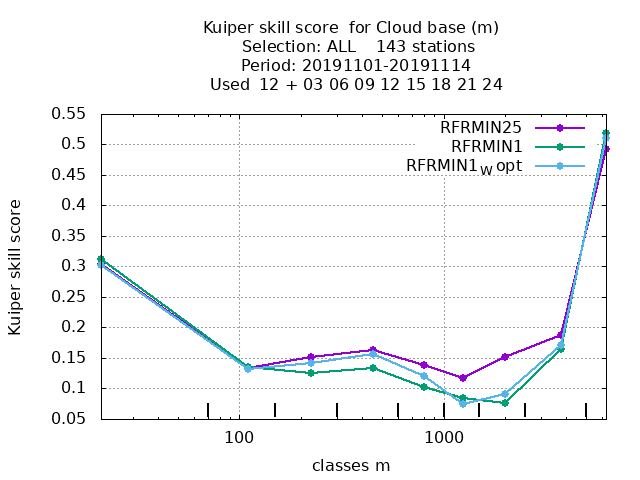 Kuiper skill score  for Cloud base (m)
Selection: ALL    143 stations
Period: 20191101-20191114
Used  12 + 03 06 09 12 15 18 21 24
RFRMIN25
RFRMIN1
RFRMIN1W opt
0.55
0.5
0.45
0.4
0.35
0.3
0.25
0.2
0.15
0.1
0.05
Kuiper skill score
100 1000
classes m